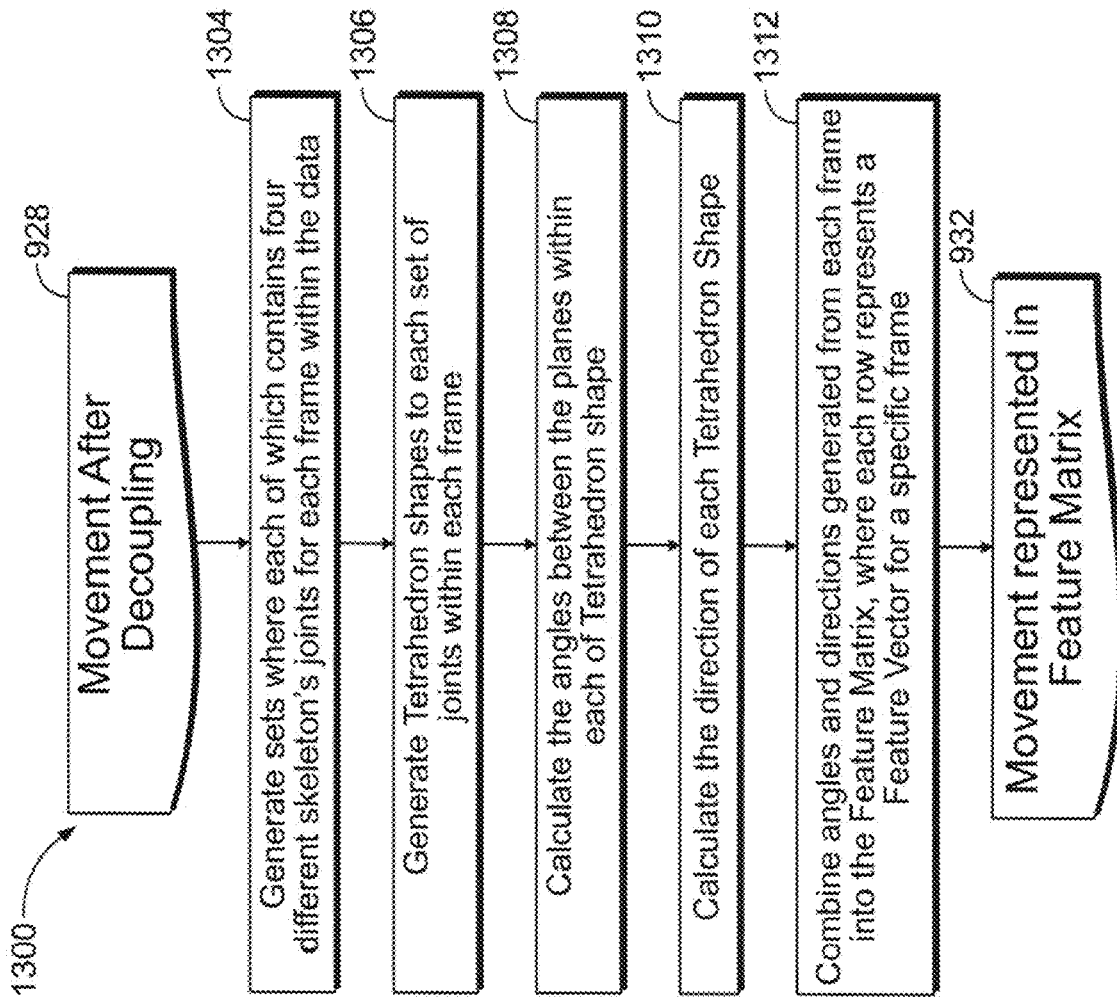 1300
928
Movement After
Decoupling
1304
Generate sets where each of which contains four
different skeleton's joints for each frame within the data
1306
Generate Tetrahedron shapes to each set of
joints within each frame
1308
Calculate the angles between the planes within
each of Tetrahedron shape
1310
Calculate the direction of each Tetrahedron Shape
1312
Combine angles and directions generated from each frame
into the Feature Matrix, where each row represents a
Feature Vector for a specific frame
932
Movement represented in
Feature Matrix